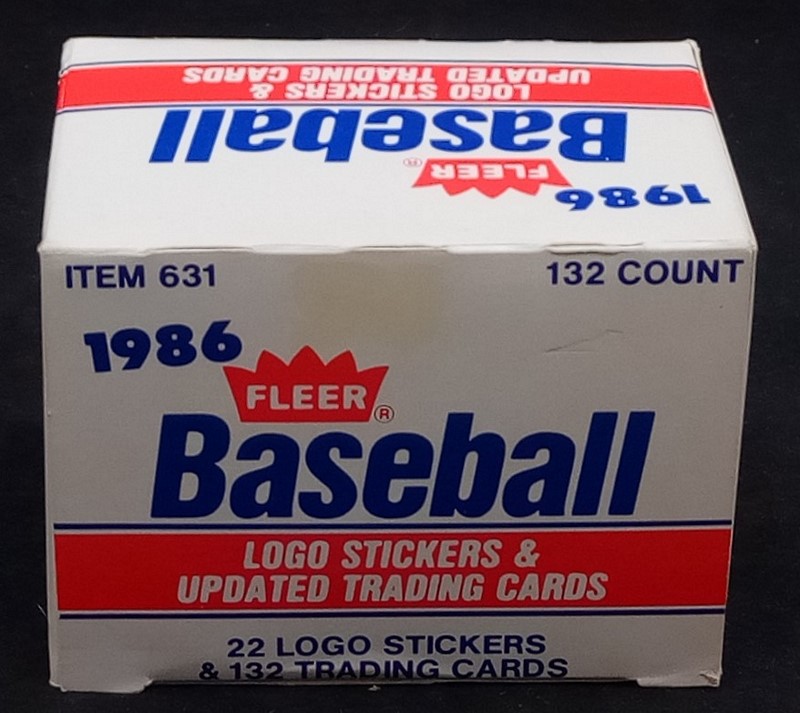 UPDATED TRADING CARDS
LOGO STICKERS &
Baseball
FLEER®
1986
ITEM 631
132 COUNT
1986
FLEER®
Baseball
LOGO STICKERS &
UPDATED TRADING CARDS
22 LOGO STICKERS
& 132 TRADING CARDS